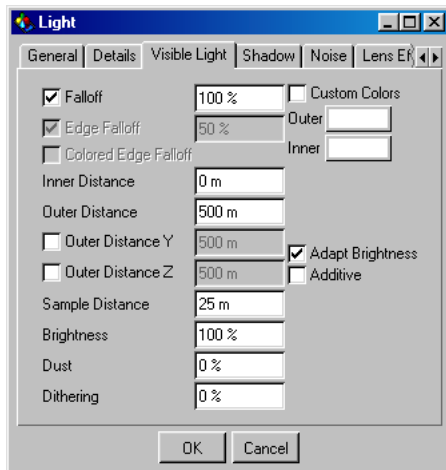 Light
General Details Visible Light Shadow Noise Lens Ef
Falloff 100 % Custom Colors
Edge Falloff 50 % Outer
Colored Edge Falloff Inner
Inner Distance 0 m
Outer Distance 500 m
Outer Distance Y 500 m Adapt Brightness
Outer Distance Z 500 m Additive
Sample Distance 25 m
Brightness 100 %
Dust 0 %
Dithering 0 %
OK Cancel